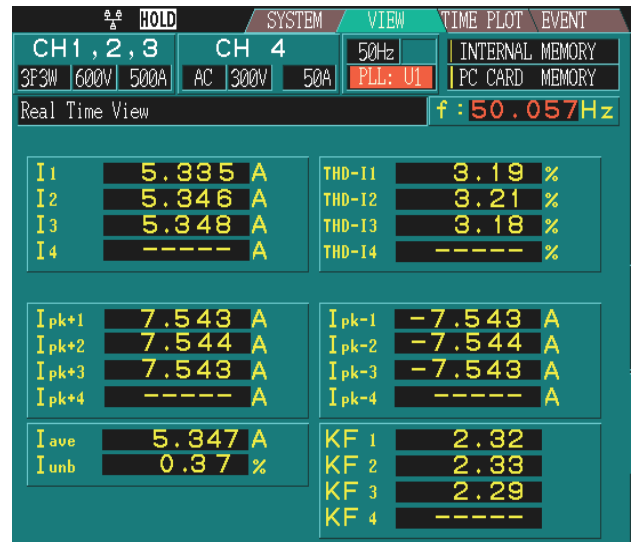 HOLD SYSTEM VIEW TIME PLOT EVENT
CH1,2,3 CH 4 50Hz INTERNAL MEMORY
3P3W 600V 500A AC 300V 50A PLL: U1 PC CARD MEMORY
Real Time View f:50.057Hz
I1 5.335 A THD-I1 3.19 %
I2 5.346 A THD-I2 3.21 %
I3 5.348 A THD-I3 3.18 %
I4 ----- A THD-I4 ----- %
Ipk+1 7.543 A Ipk-1 -7.543 A
Ipk+2 7.544 A Ipk-2 -7.544 A
Ipk+3 7.543 A Ipk-3 -7.543 A
Ipk+4 ----- A Ipk-4 ----- A
Iave 5.347 A KF 1 2.32
Iunb 0.37 % KF 2 2.33
KF 3 2.29
KF 4 -----